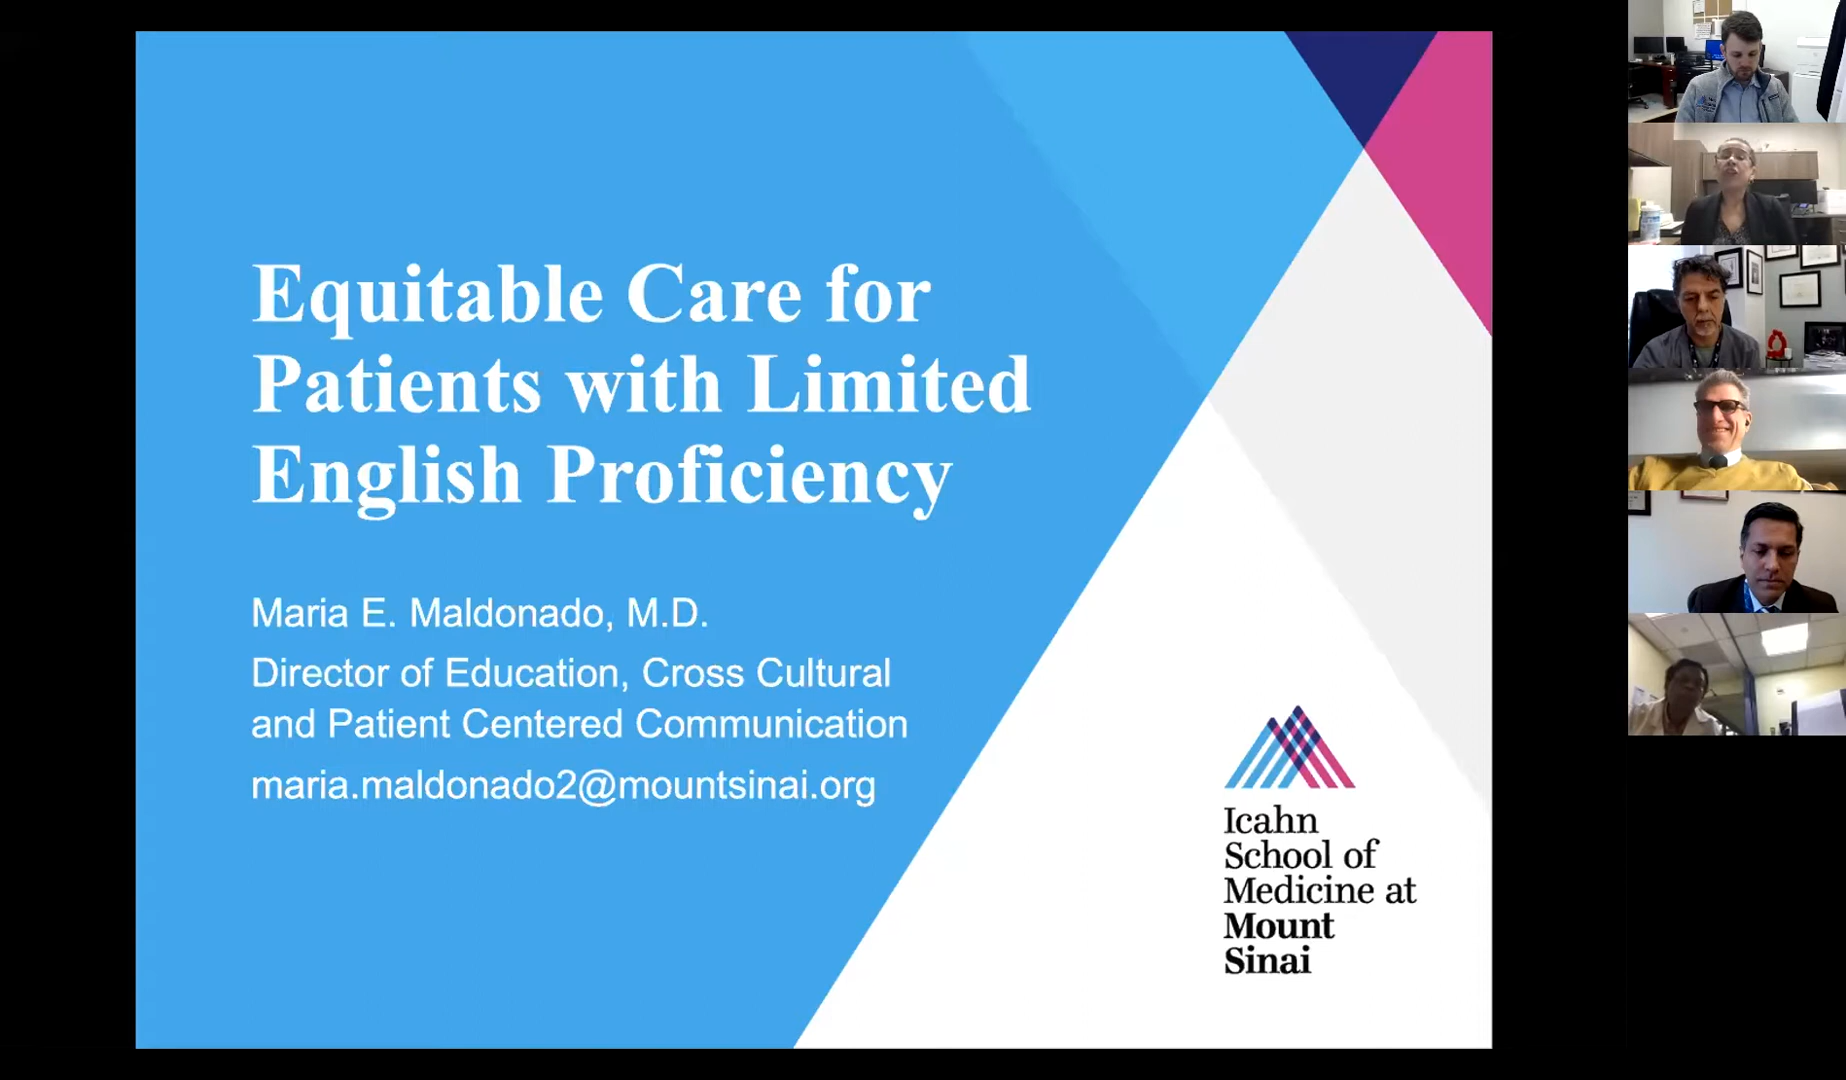 Equitable Care for
Patients with Limited
English Proficiency
Maria E. Maldonado, M.D.
Director of Education, Cross Cultural
and Patient Centered Communication
maria.maldonado2@mountsinai.org
Icahn
School of
Medicine at
Mount
Sinai